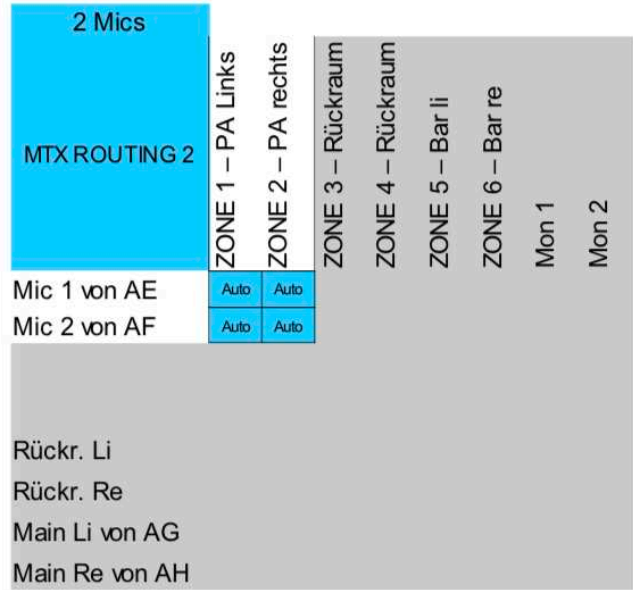 2 Mics
MTX ROUTING 2
ZONE 1 – PA Links
ZONE 2 – PA rechts
ZONE 3 – Rückraum
ZONE 4 – Rückraum
ZONE 5 – Bar li
ZONE 6 – Bar re
Mon 1
Mon 2
Mic 1 von AE Auto Auto
Mic 2 von AF Auto Auto
Rückr. Li
Rückr. Re
Main Li von AG
Main Re von AH